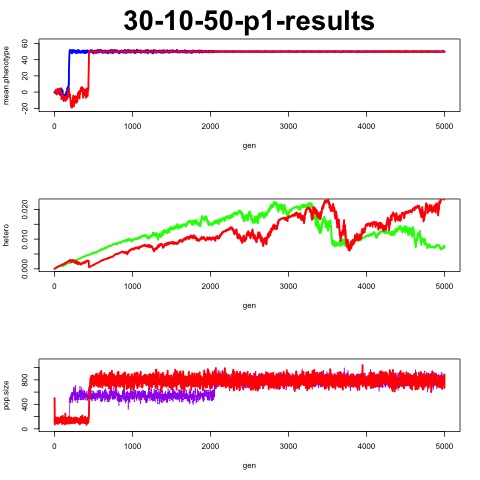 30-10-50-p1-results
mean.phenotype
60
40
20
0
-20
0 1000 2000 3000 4000 5000
gen
hetero
0.020
0.010
0.000
0 1000 2000 3000 4000 5000
gen
pop.size
800
400
0
0 1000 2000 3000 4000 5000
gen